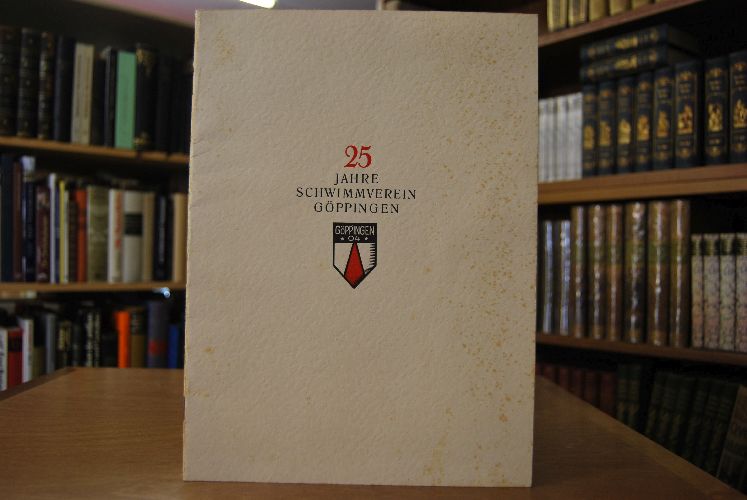 25
JAHRE
SCHWIMMVEREIN
GÖPPINGEN
GÖPPINGEN
★ 04 ★